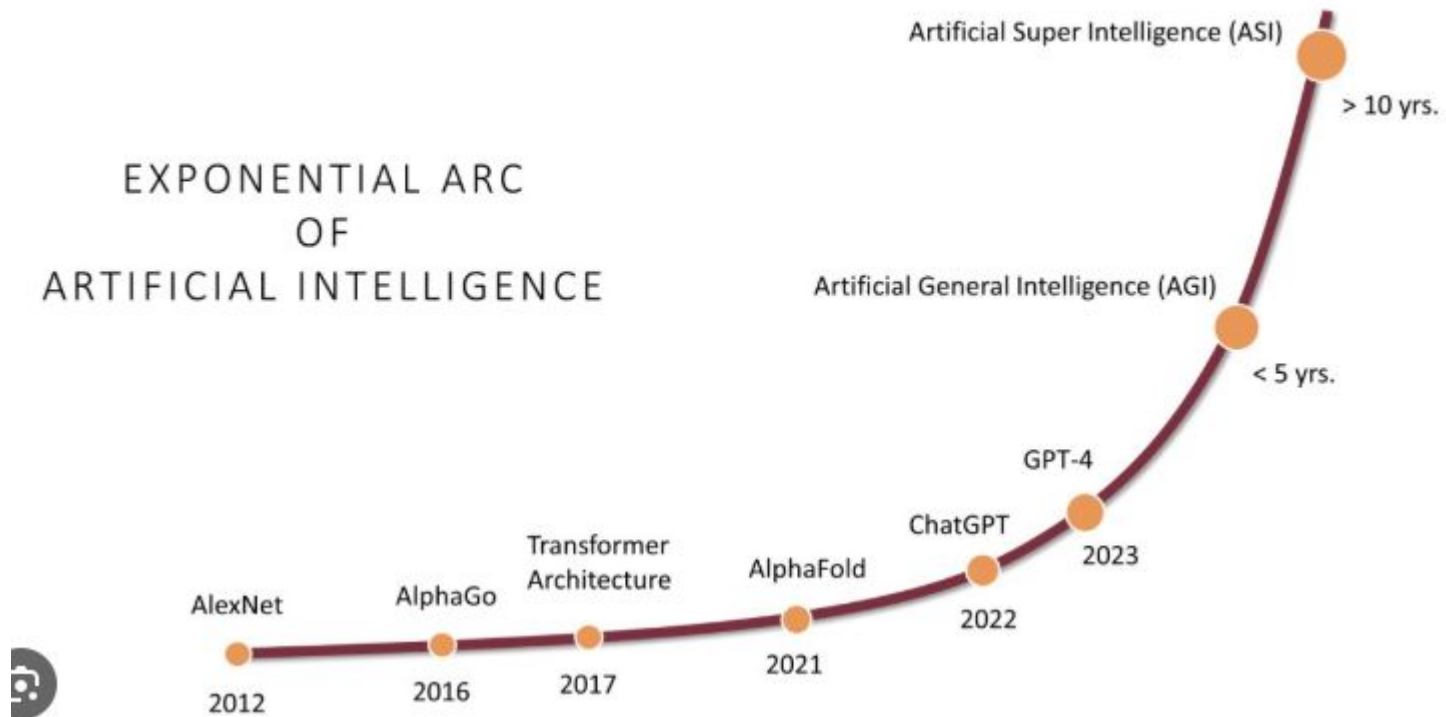 EXPONENTIAL ARC
OF
ARTIFICIAL INTELLIGENCE
Artificial Super Intelligence (ASI)
> 10 yrs.
Artificial General Intelligence (AGI)
< 5 yrs.
GPT-4
2023
ChatGPT
2022
AlphaFold
2021
Transformer
Architecture
2017
AlphaGo
2016
AlexNet
2012